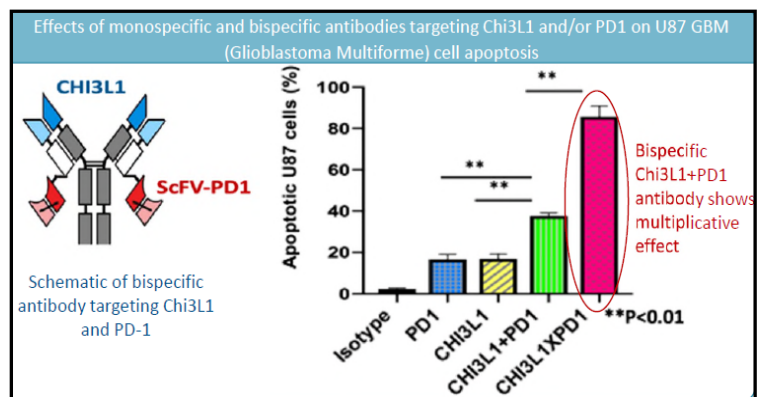 Effects of monospecific and bispecific antibodies targeting Chi3L1 and/or PD1 on U87 GBM
(Glioblastoma Multiforme) cell apoptosis
CHI3L1
ScFV-PD1
Schematic of bispecific
antibody targeting Chi3L1
and PD-1
Apoptotic U87 cells (%)
100
80
60
40
20
0
**
**
**
Isotype
PD1
CHI3L1
CHI3L1+PD1
CHI3L1XPD1
Bispecific
Chi3L1+PD1
antibody shows
multiplicative
effect
**P<0.01